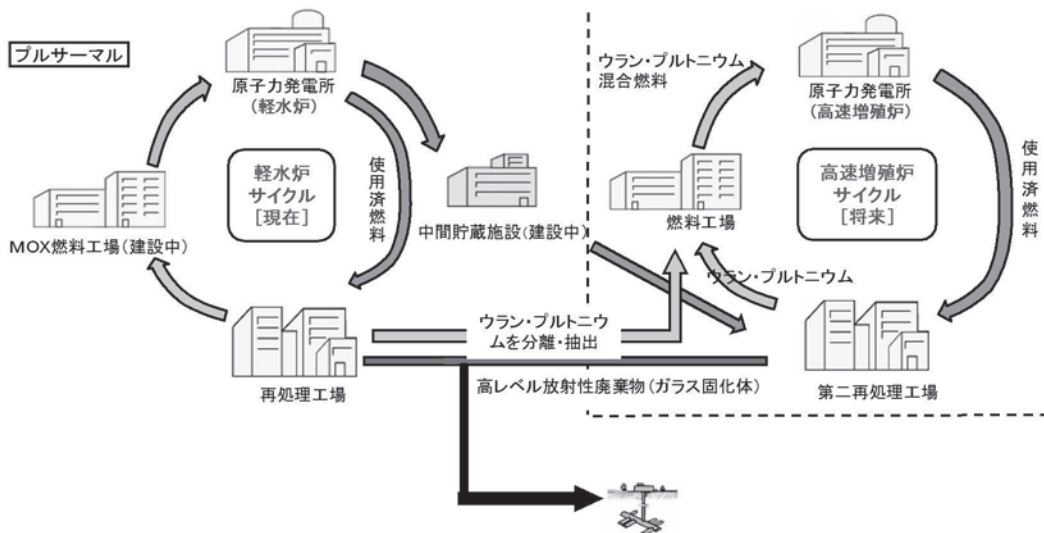 プルサーマル
原子力発電所
(軽水炉)
軽水炉
サイクル
[現在]
使用済燃料
MOX燃料工場(建設中)
中間貯蔵施設(建設中)
再処理工場
ウラン・プルトニウ
ムを分離・抽出
高レベル放射性廃棄物(ガラス固化体)
ウラン・プルトニウム
混合燃料
原子力発電所
(高速増殖炉)
高速増殖炉
サイクル
[将来]
使用済燃料
燃料工場
ウラン・プルトニウム
第二再処理工場